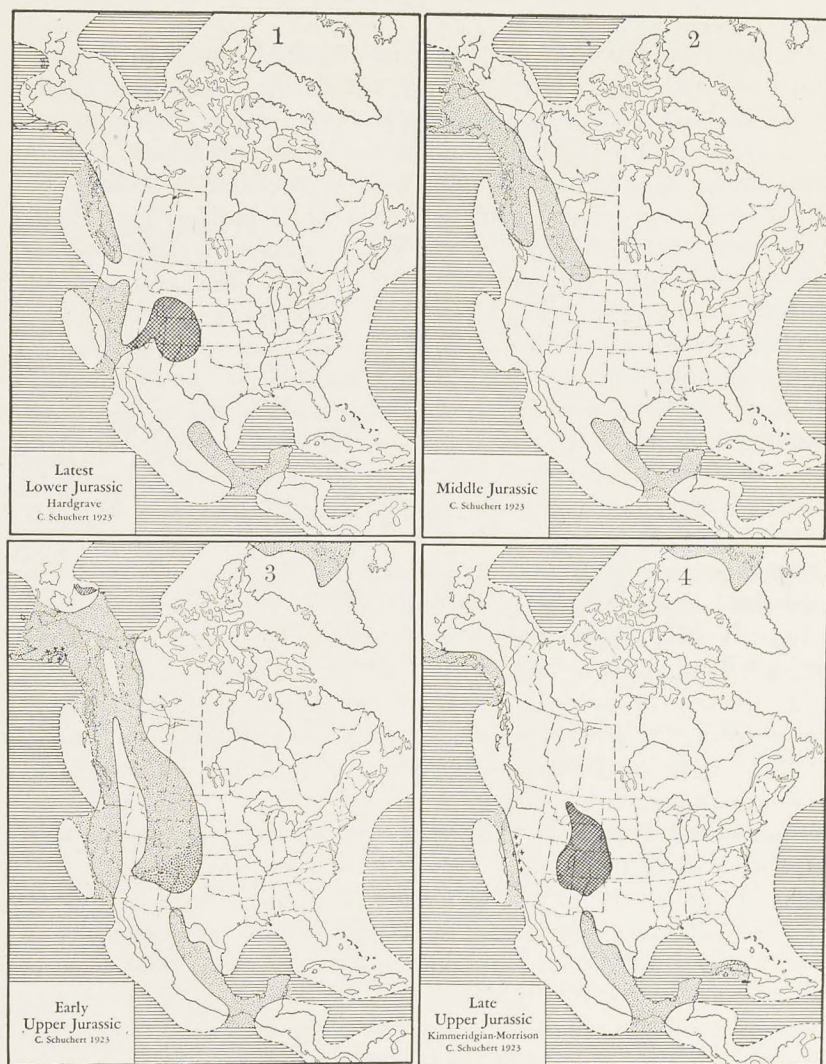 1
Latest
Lower Jurassic
Hardgrave
C. Schuchert 1923
2
Middle Jurassic
C. Schuchert 1923
3
Early
Upper Jurassic
C. Schuchert 1923
4
Late
Upper Jurassic
Kimmeridgian-Morrison
C. Schuchert 1923